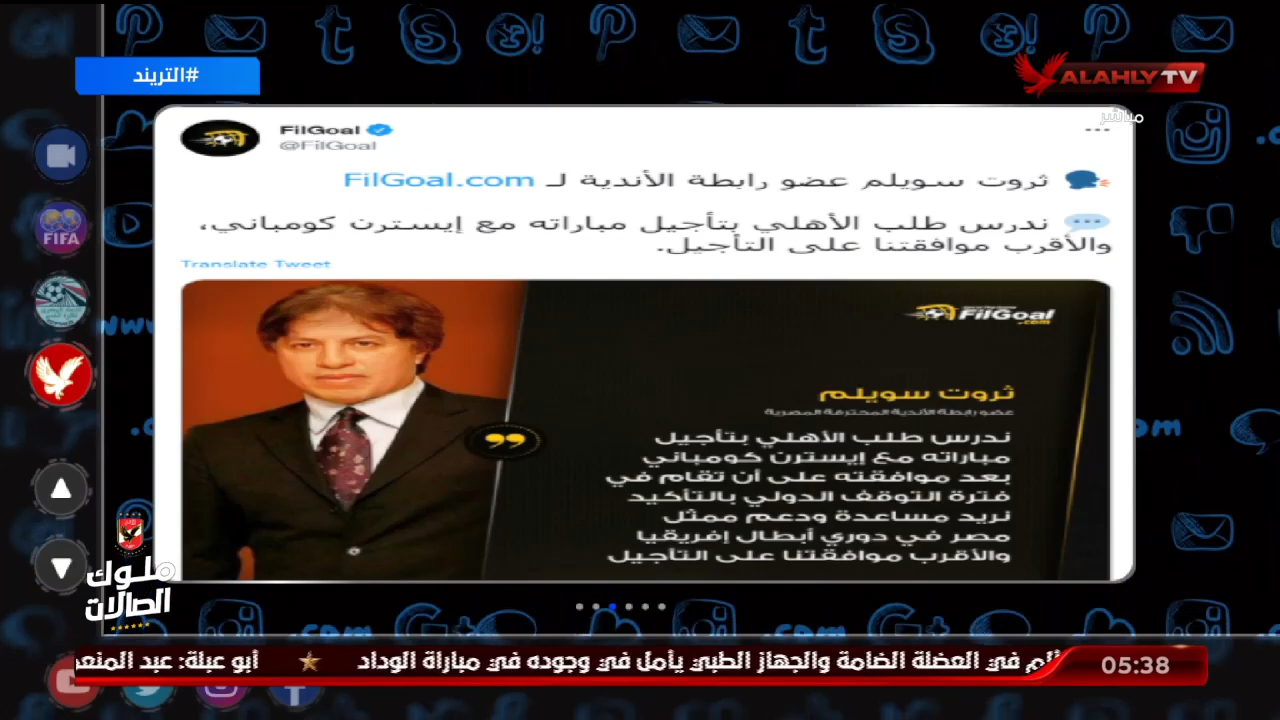 #التريند
ALAHLY TV
مباشر
FilGoal
@FilGoal
ثروت سويلم عضو رابطة الأندية لـ FilGoal.com
ندرس طلب الأهلي بتأجيل مباراته مع إيسترن كومباني،
والأقرب موافقتنا على التأجيل.
Translate Tweet
FilGoal
.com
ثروت سويلم
عضو رابطة الأندية المحترفة المصرية
ندرس طلب الأهلي بتأجيل
مباراته مع إيسترن كومباني
بعد موافقته على أن تقام في
فترة التوقف الدولي بالتأكيد
نريد مساعدة ودعم ممثل
مصر في دوري أبطال إفريقيا
والأقرب موافقتنا على التأجيل
FIFA
ملوك
الصالات
في العضلة الضامة والجهاز الطبي يأمل في وجوده في مباراة الوداد ★ أبو عبلة: عبد المنعم
05:38